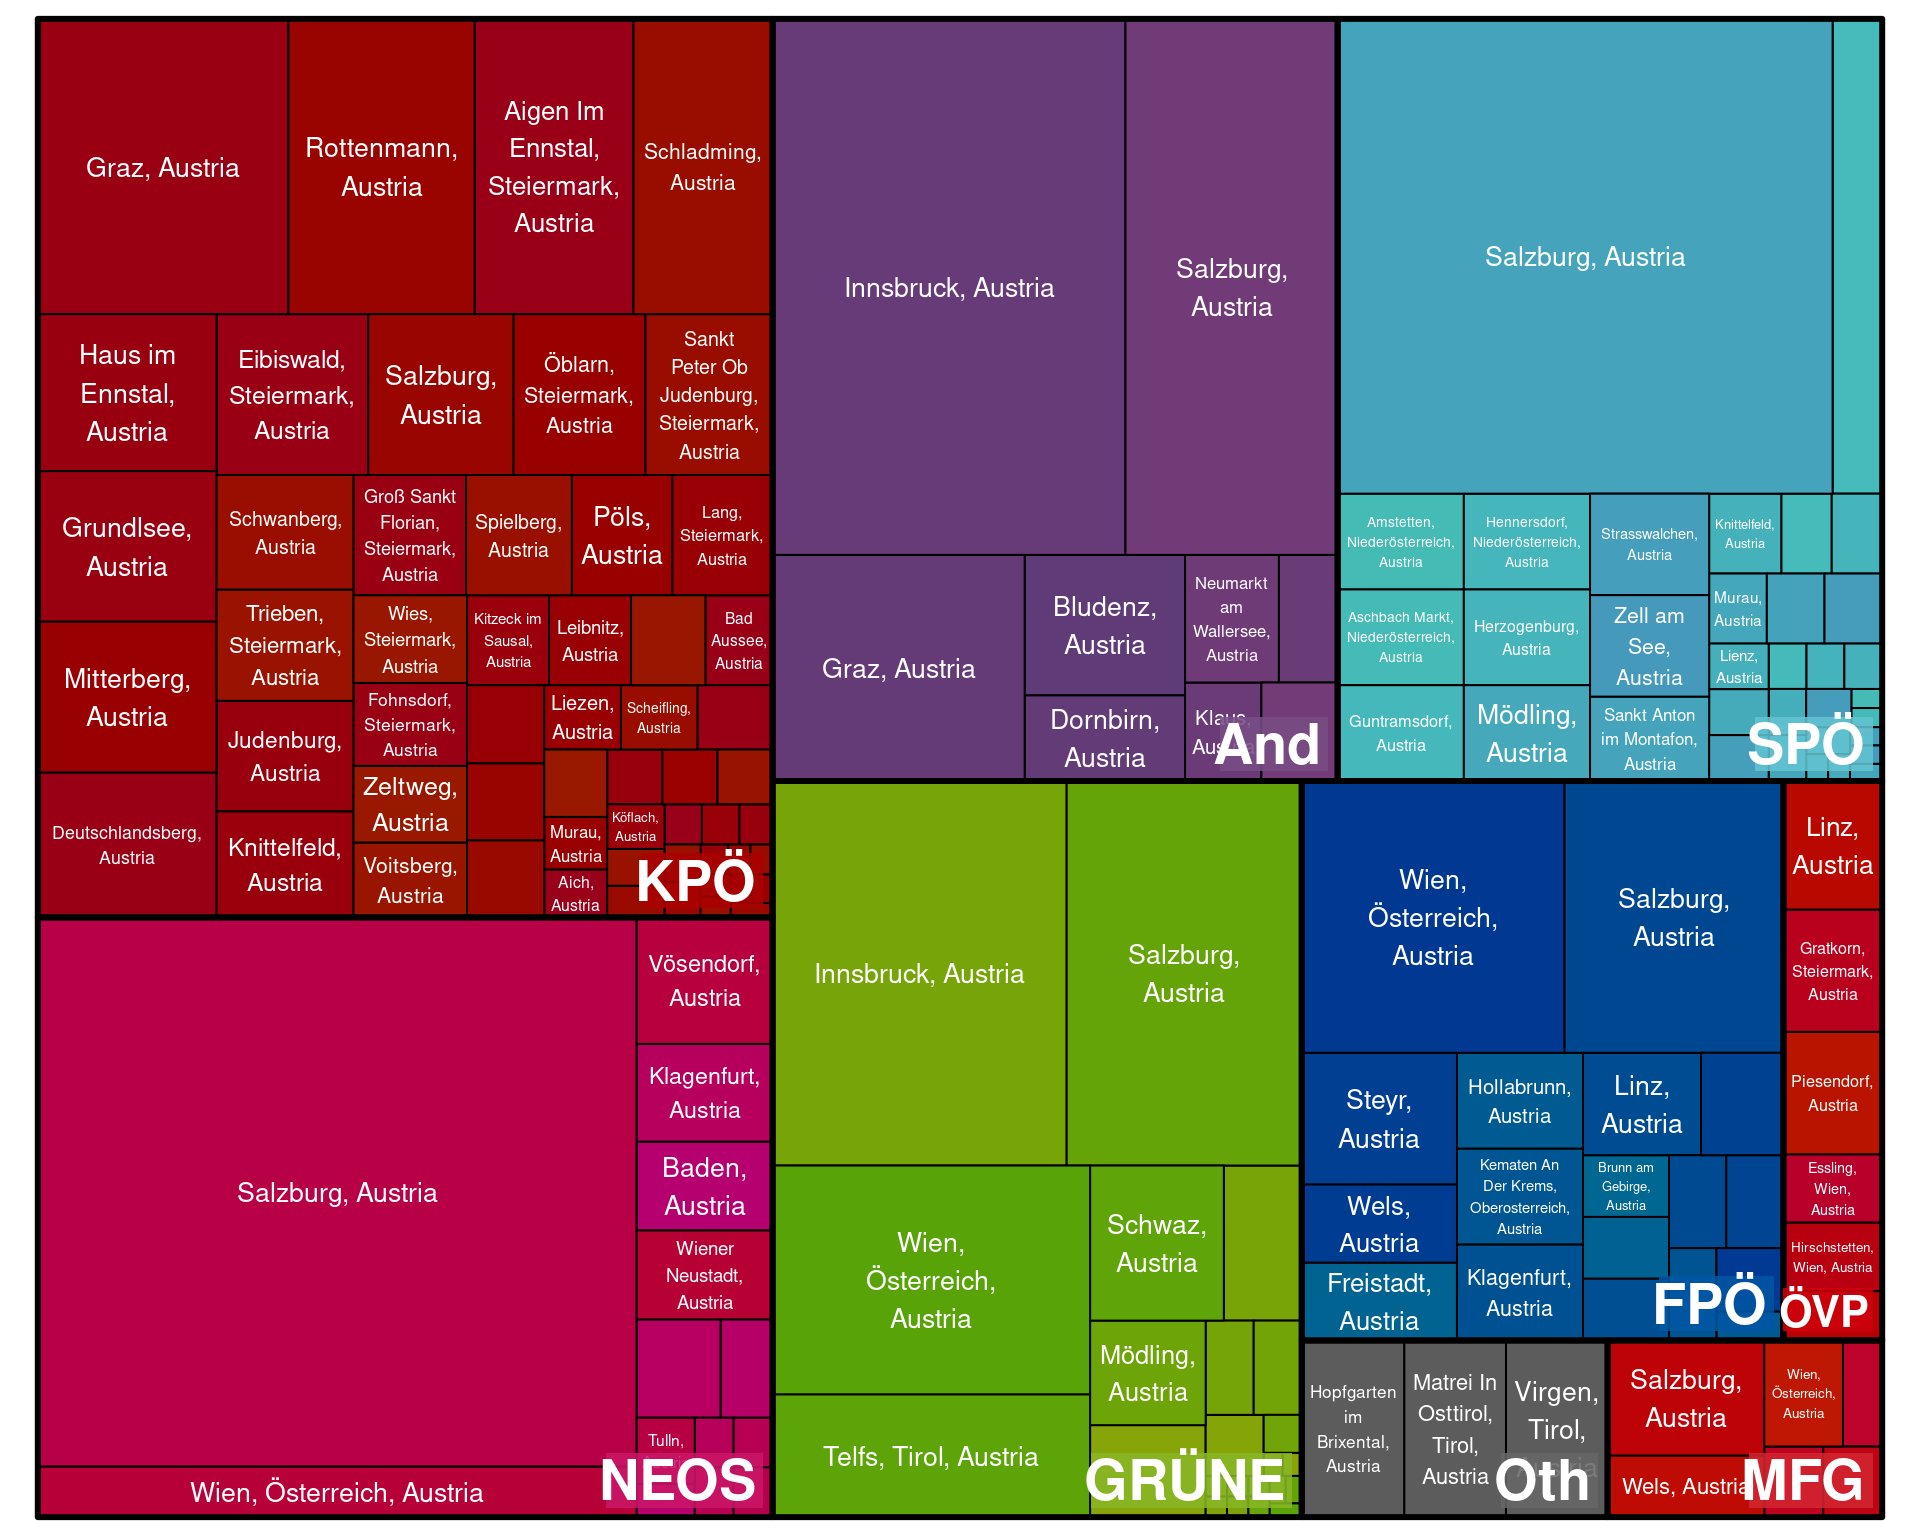 Graz, Austria
Rottenmann,
Austria
Aigen Im
Ennstal,
Steiermark,
Austria
Schladming,
Austria
Haus im
Ennstal,
Austria
Eibiswald,
Steiermark,
Austria
Salzburg,
Austria
Öblarn,
Steiermark,
Austria
Sankt
Peter Ob
Judenburg,
Steiermark,
Austria
Grundlsee,
Austria
Schwanberg,
Austria
Groß Sankt
Florian,
Steiermark,
Austria
Spielberg,
Austria
Pöls,
Austria
Lang,
Steiermark,
Austria
Mitterberg,
Austria
Trieben,
Steiermark,
Austria
Wies,
Steiermark,
Austria
Kitzeck im
Sausal,
Austria
Leibnitz,
Austria
Bad
Aussee,
Austria
Judenburg,
Austria
Fohnsdorf,
Steiermark,
Austria
Liezen,
Austria
Scheifling,
Austria
Deutschlandsberg,
Austria
Knittelfeld,
Austria
Zeltweg,
Austria
Voitsberg,
Austria
Murau,
Austria
Köflach,
Austria
Aich,
Austria
KPÖ
Salzburg, Austria
Vösendorf,
Austria
Klagenfurt,
Austria
Baden,
Austria
Wiener
Neustadt,
Austria
Tulln,
Wien, Österreich, Austria
NEOS
Innsbruck, Austria
Salzburg,
Austria
Graz, Austria
Bludenz,
Austria
Dornbirn,
Austria
Neumarkt
am
Wallersee,
Austria
Klaus,
Austria
And
Salzburg, Austria
Amstetten,
Niederösterreich,
Austria
Hennersdorf,
Niederösterreich,
Austria
Strasswalchen,
Austria
Knittelfeld,
Austria
Aschbach Markt,
Niederösterreich,
Austria
Herzogenburg,
Austria
Zell am
See,
Austria
Murau,
Austria
Lienz,
Austria
Guntramsdorf,
Austria
Mödling,
Austria
Sankt Anton
im Montafon,
Austria
SPÖ
Innsbruck, Austria
Salzburg,
Austria
Wien,
Österreich,
Austria
Schwaz,
Austria
Mödling,
Austria
Telfs, Tirol, Austria
GRÜNE
Wien,
Österreich,
Austria
Salzburg,
Austria
Steyr,
Austria
Hollabrunn,
Austria
Linz,
Austria
Wels,
Austria
Kematen An
Der Krems,
Oberosterreich,
Austria
Brunn am
Gebirge,
Austria
Freistadt,
Austria
Klagenfurt,
Austria
FPÖ
Linz,
Austria
Gratkorn,
Steiermark,
Austria
Piesendorf,
Austria
Essling,
Wien,
Austria
Hirschstetten,
Wien, Austria
ÖVP
Hopfgarten
im
Brixental,
Austria
Matrei In
Osttirol,
Tirol,
Austria
Virgen,
Tirol,
Austria
Oth
Salzburg,
Austria
Wien,
Österreich,
Austria
Wels, Austria
MFG